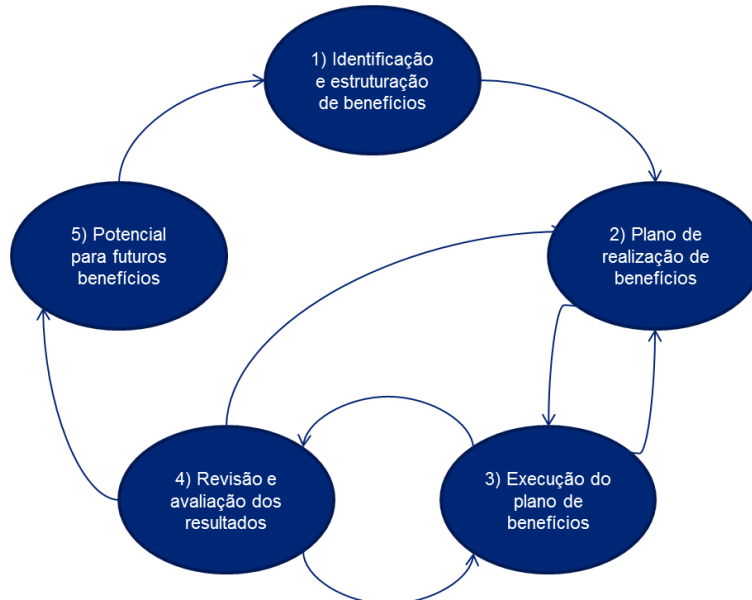 1) Identificação
e estruturação
de benefícios
2) Plano de
realização de
benefícios
3) Execução do
plano de
benefícios
4) Revisão e
avaliação dos
resultados
5) Potencial
para futuros
benefícios